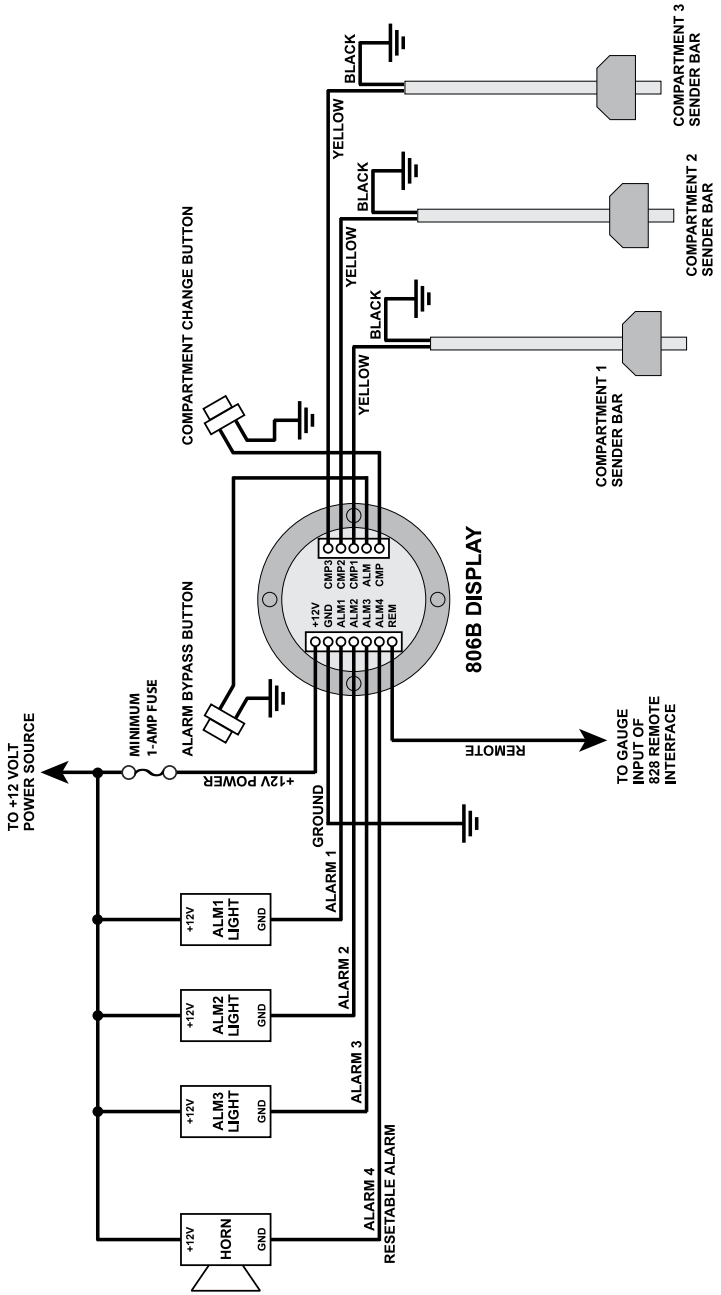 TO +12 VOLT
POWER SOURCE
MINIMUM
1-AMP FUSE
ALARM BYPASS BUTTON
COMPARTMENT CHANGE BUTTON
+12V POWER
GROUND
ALARM 1
ALARM 2
ALARM 3
ALARM 4
RESETABLE ALARM
REMOTE
+12V
ALM1
LIGHT
GND
+12V
ALM2
LIGHT
GND
+12V
ALM3
LIGHT
GND
+12V
HORN
GND
+12V
GND
ALM1
ALM2
ALM3
ALM4
REM
CMP3
CMP2
CMP1
ALM
CMP
806B DISPLAY
TO GAUGE
INPUT OF
828 REMOTE
INTERFACE
YELLOW
BLACK
COMPARTMENT 1
SENDER BAR
YELLOW
BLACK
COMPARTMENT 2
SENDER BAR
YELLOW
BLACK
COMPARTMENT 3
SENDER BAR